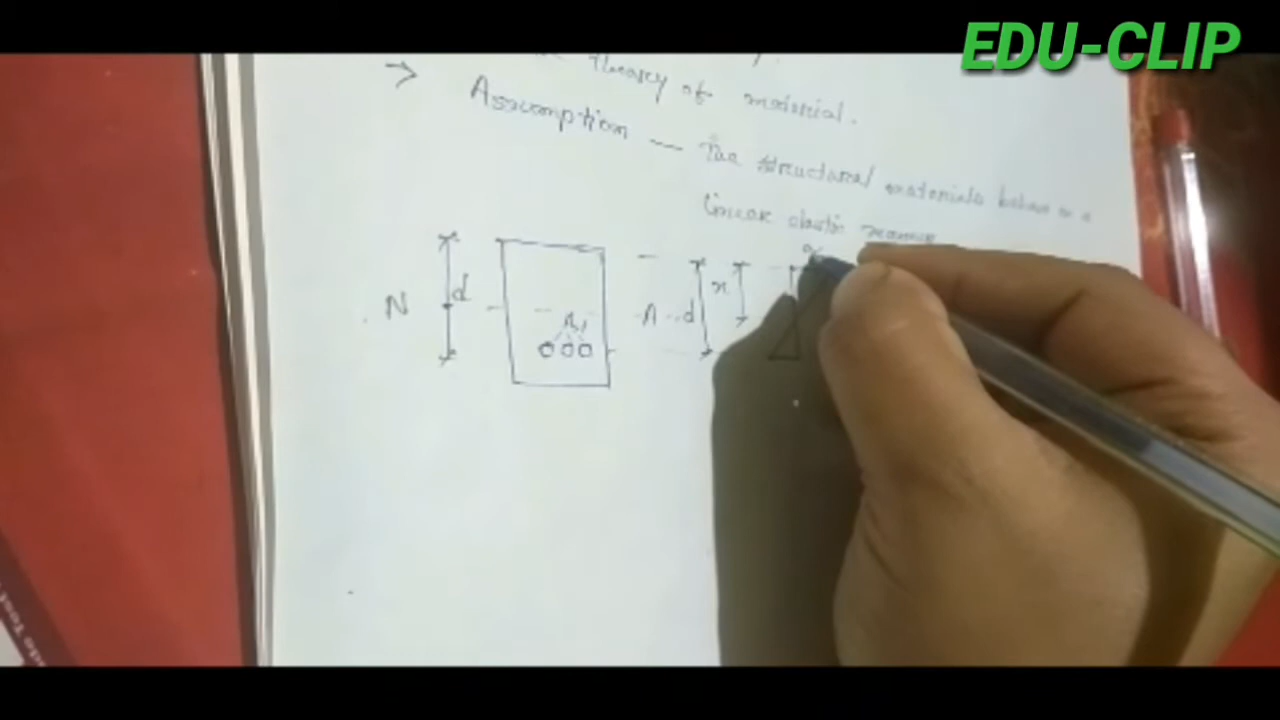 EDU-CLIP
theory of material.
→ Assumption — The structural materials behave in a
linear elastic manner
N d A d x